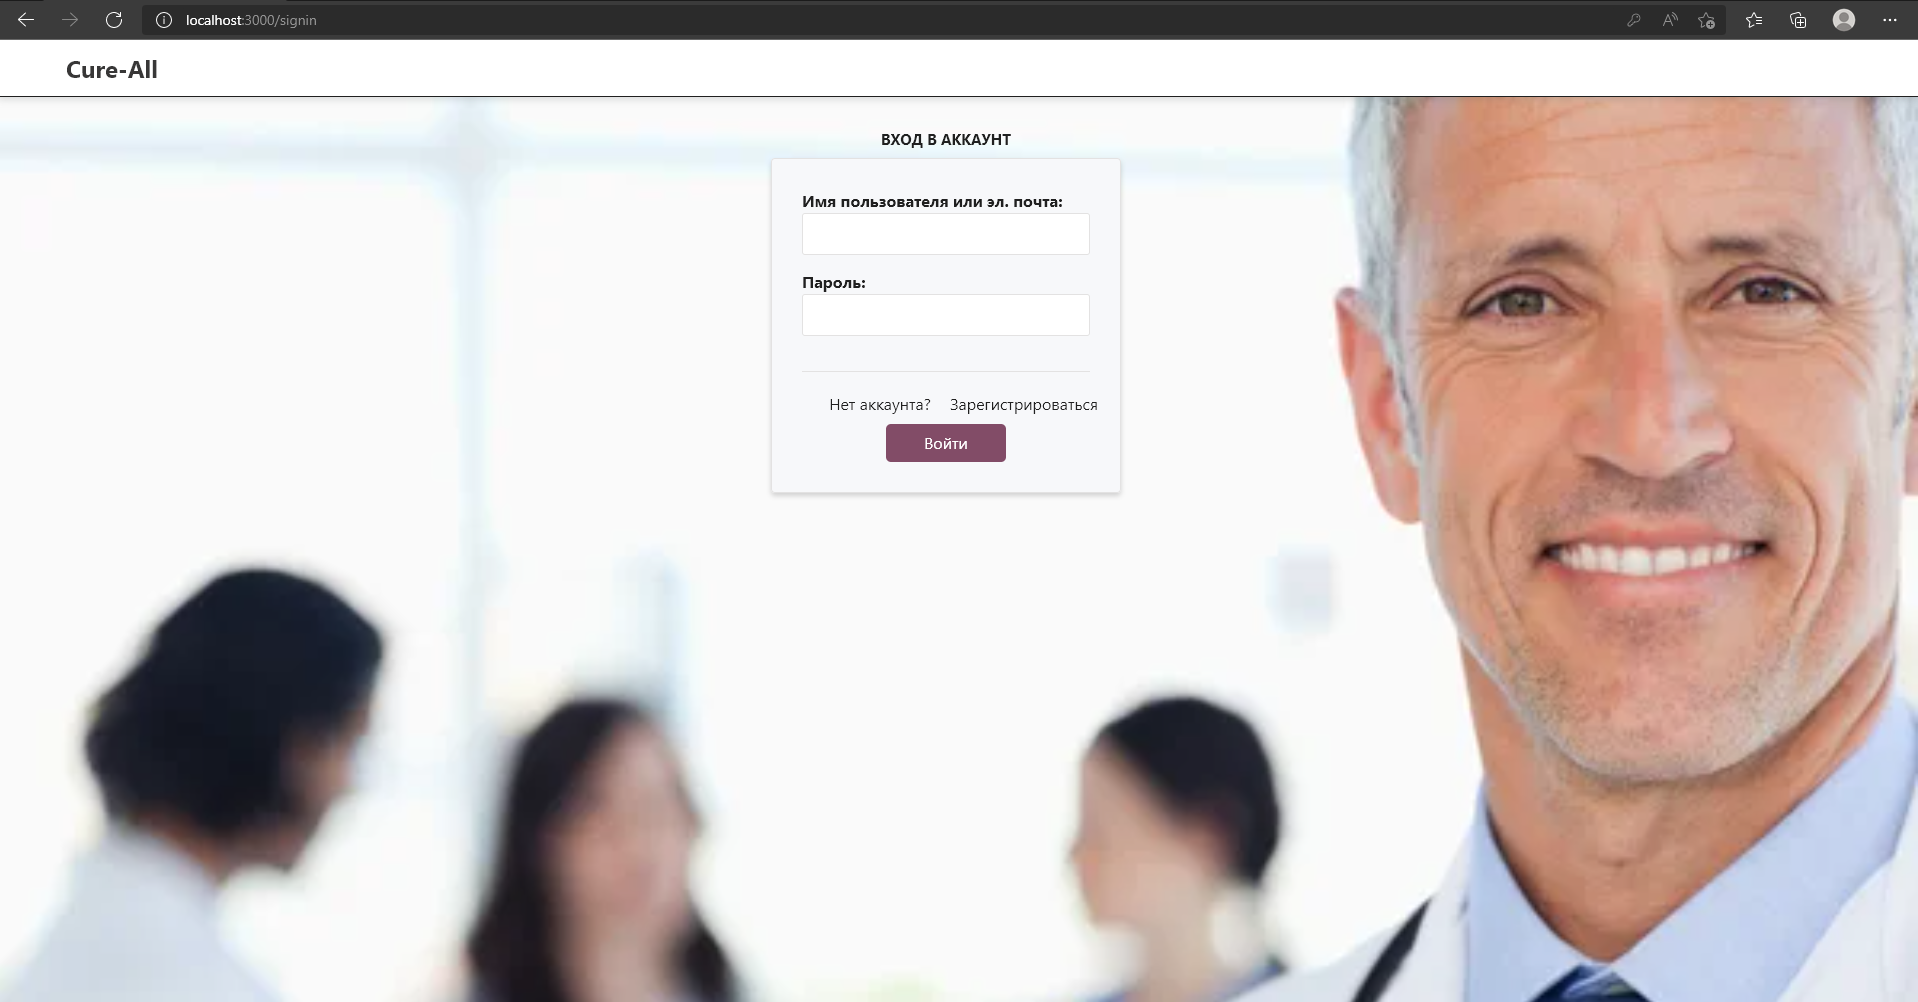 localhost:3000/signin
Cure-All
ВХОД В АККАУНТ
Имя пользователя или эл. почта:
Пароль:
Нет аккаунта? Зарегистрироваться
Войти